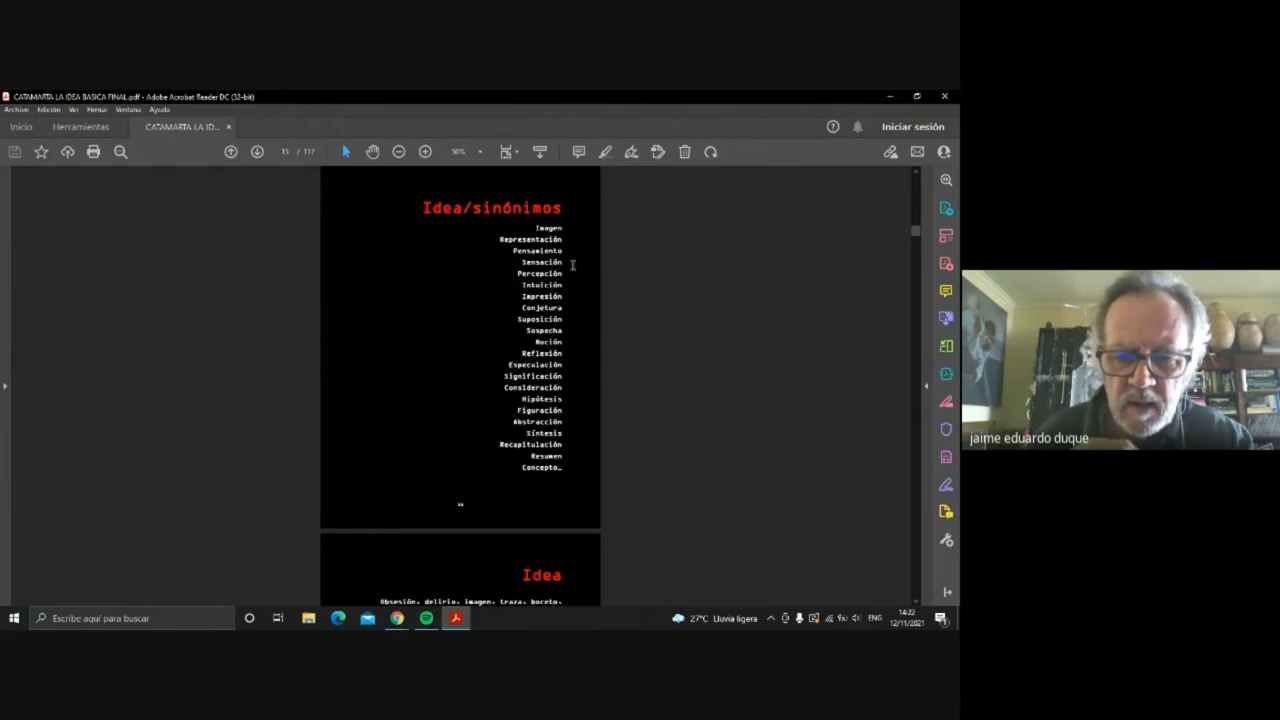 CATAMARTA LA IDEA BASICA FINAL.pdf - Adobe Acrobat Reader DC (32-bit)
Archivo Edición Ver Firmar Ventana Ayuda
Inicio Herramientas CATAMARTA LA ID... × Iniciar sesión
15 / 117 50%
Idea/sinónimos
Imagen
Representación
Pensamiento
Sensación
Percepción
Intuición
Impresión
Conjetura
Suposición
Sospecha
Noción
Reflexión
Especulación
Significación
Consideración
Hipótesis
Figuración
Abstracción
Síntesis
Recapitulación
Resumen
Concepto…
Idea
Obsesión, delirio, imagen, traza, boceto,
jaime eduardo duque
Escribe aquí para buscar
27°C Lluvia ligera
ENG
14:22
12/11/2021